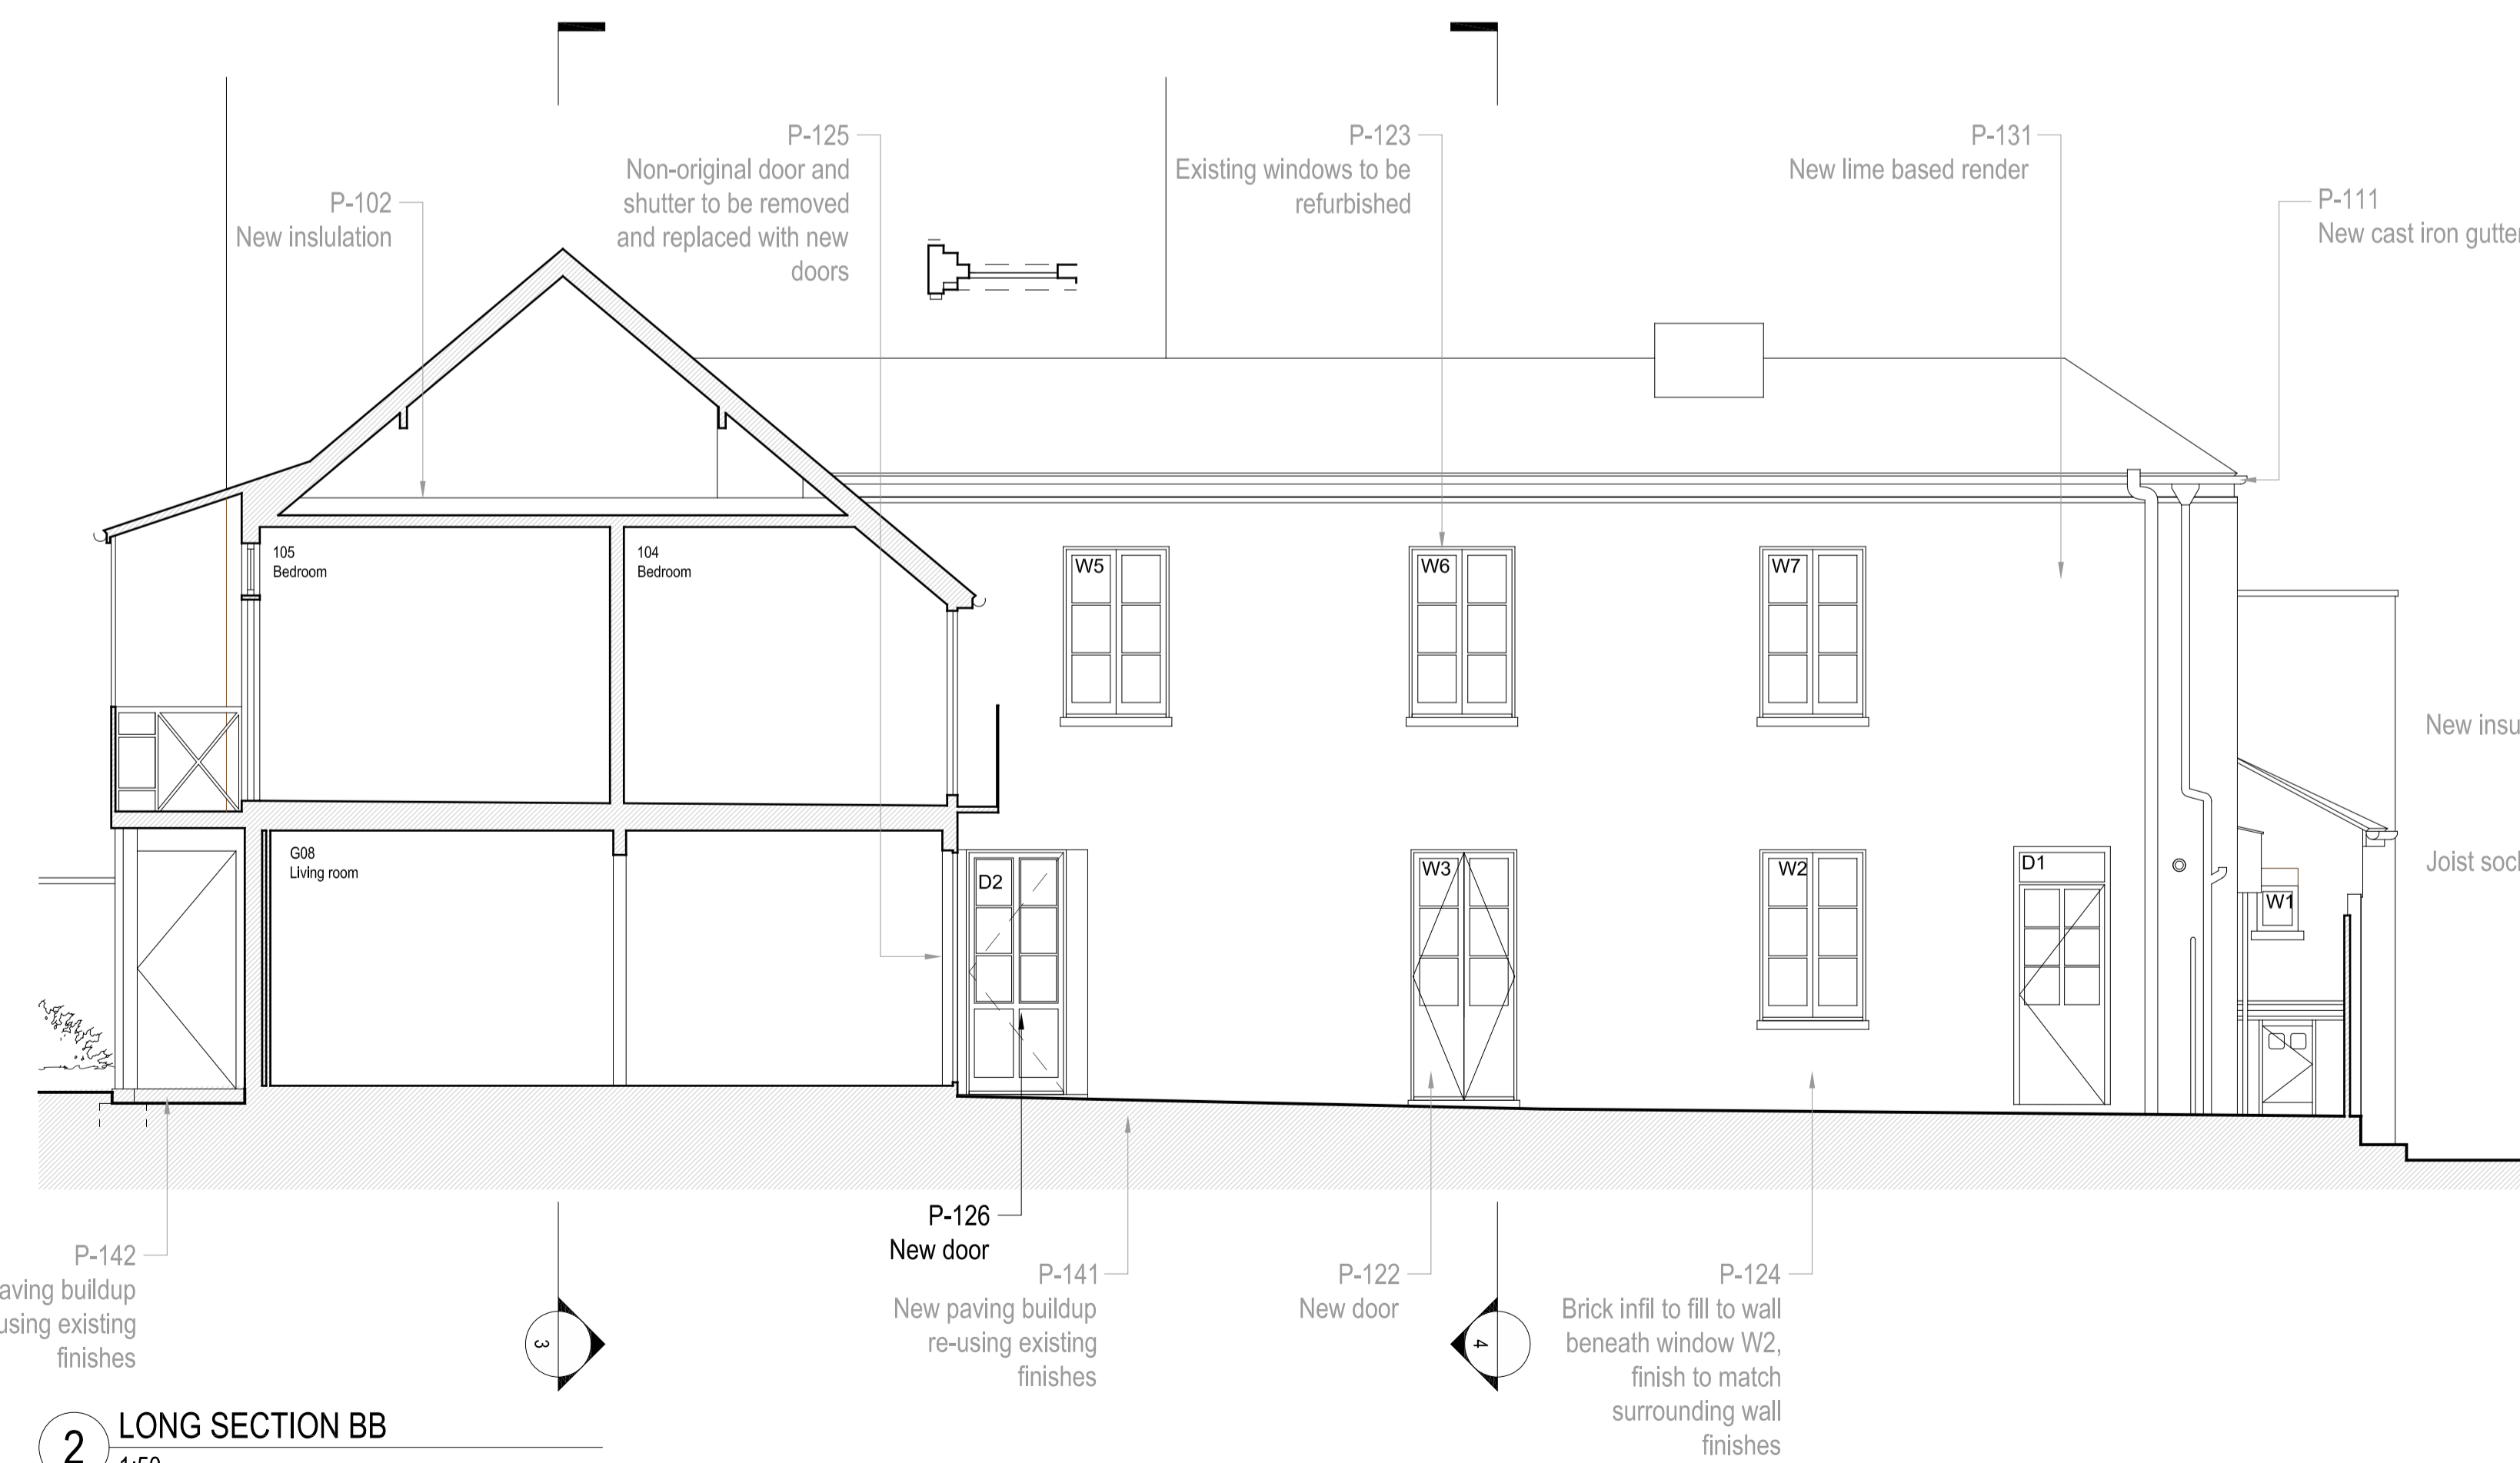 P-125
Non-original door and
shutter to be removed
and replaced with new
doors
P-123
Existing windows to be
refurbished
P-131
New lime based render
P-102
New inslulation
P-111
New cast iron gutter
105
Bedroom
104
Bedroom
W5
W6
W7
New insu
G08
Living room
D2
W3
W2
D1
W1
Joist soc
P-126
New door
P-142
aving buildup
using existing
finishes
P-141
New paving buildup
re-using existing
finishes
P-122
New door
P-124
Brick infil to fill to wall
beneath window W2,
finish to match
surrounding wall
finishes
3
4
2
LONG SECTION BB
1:50